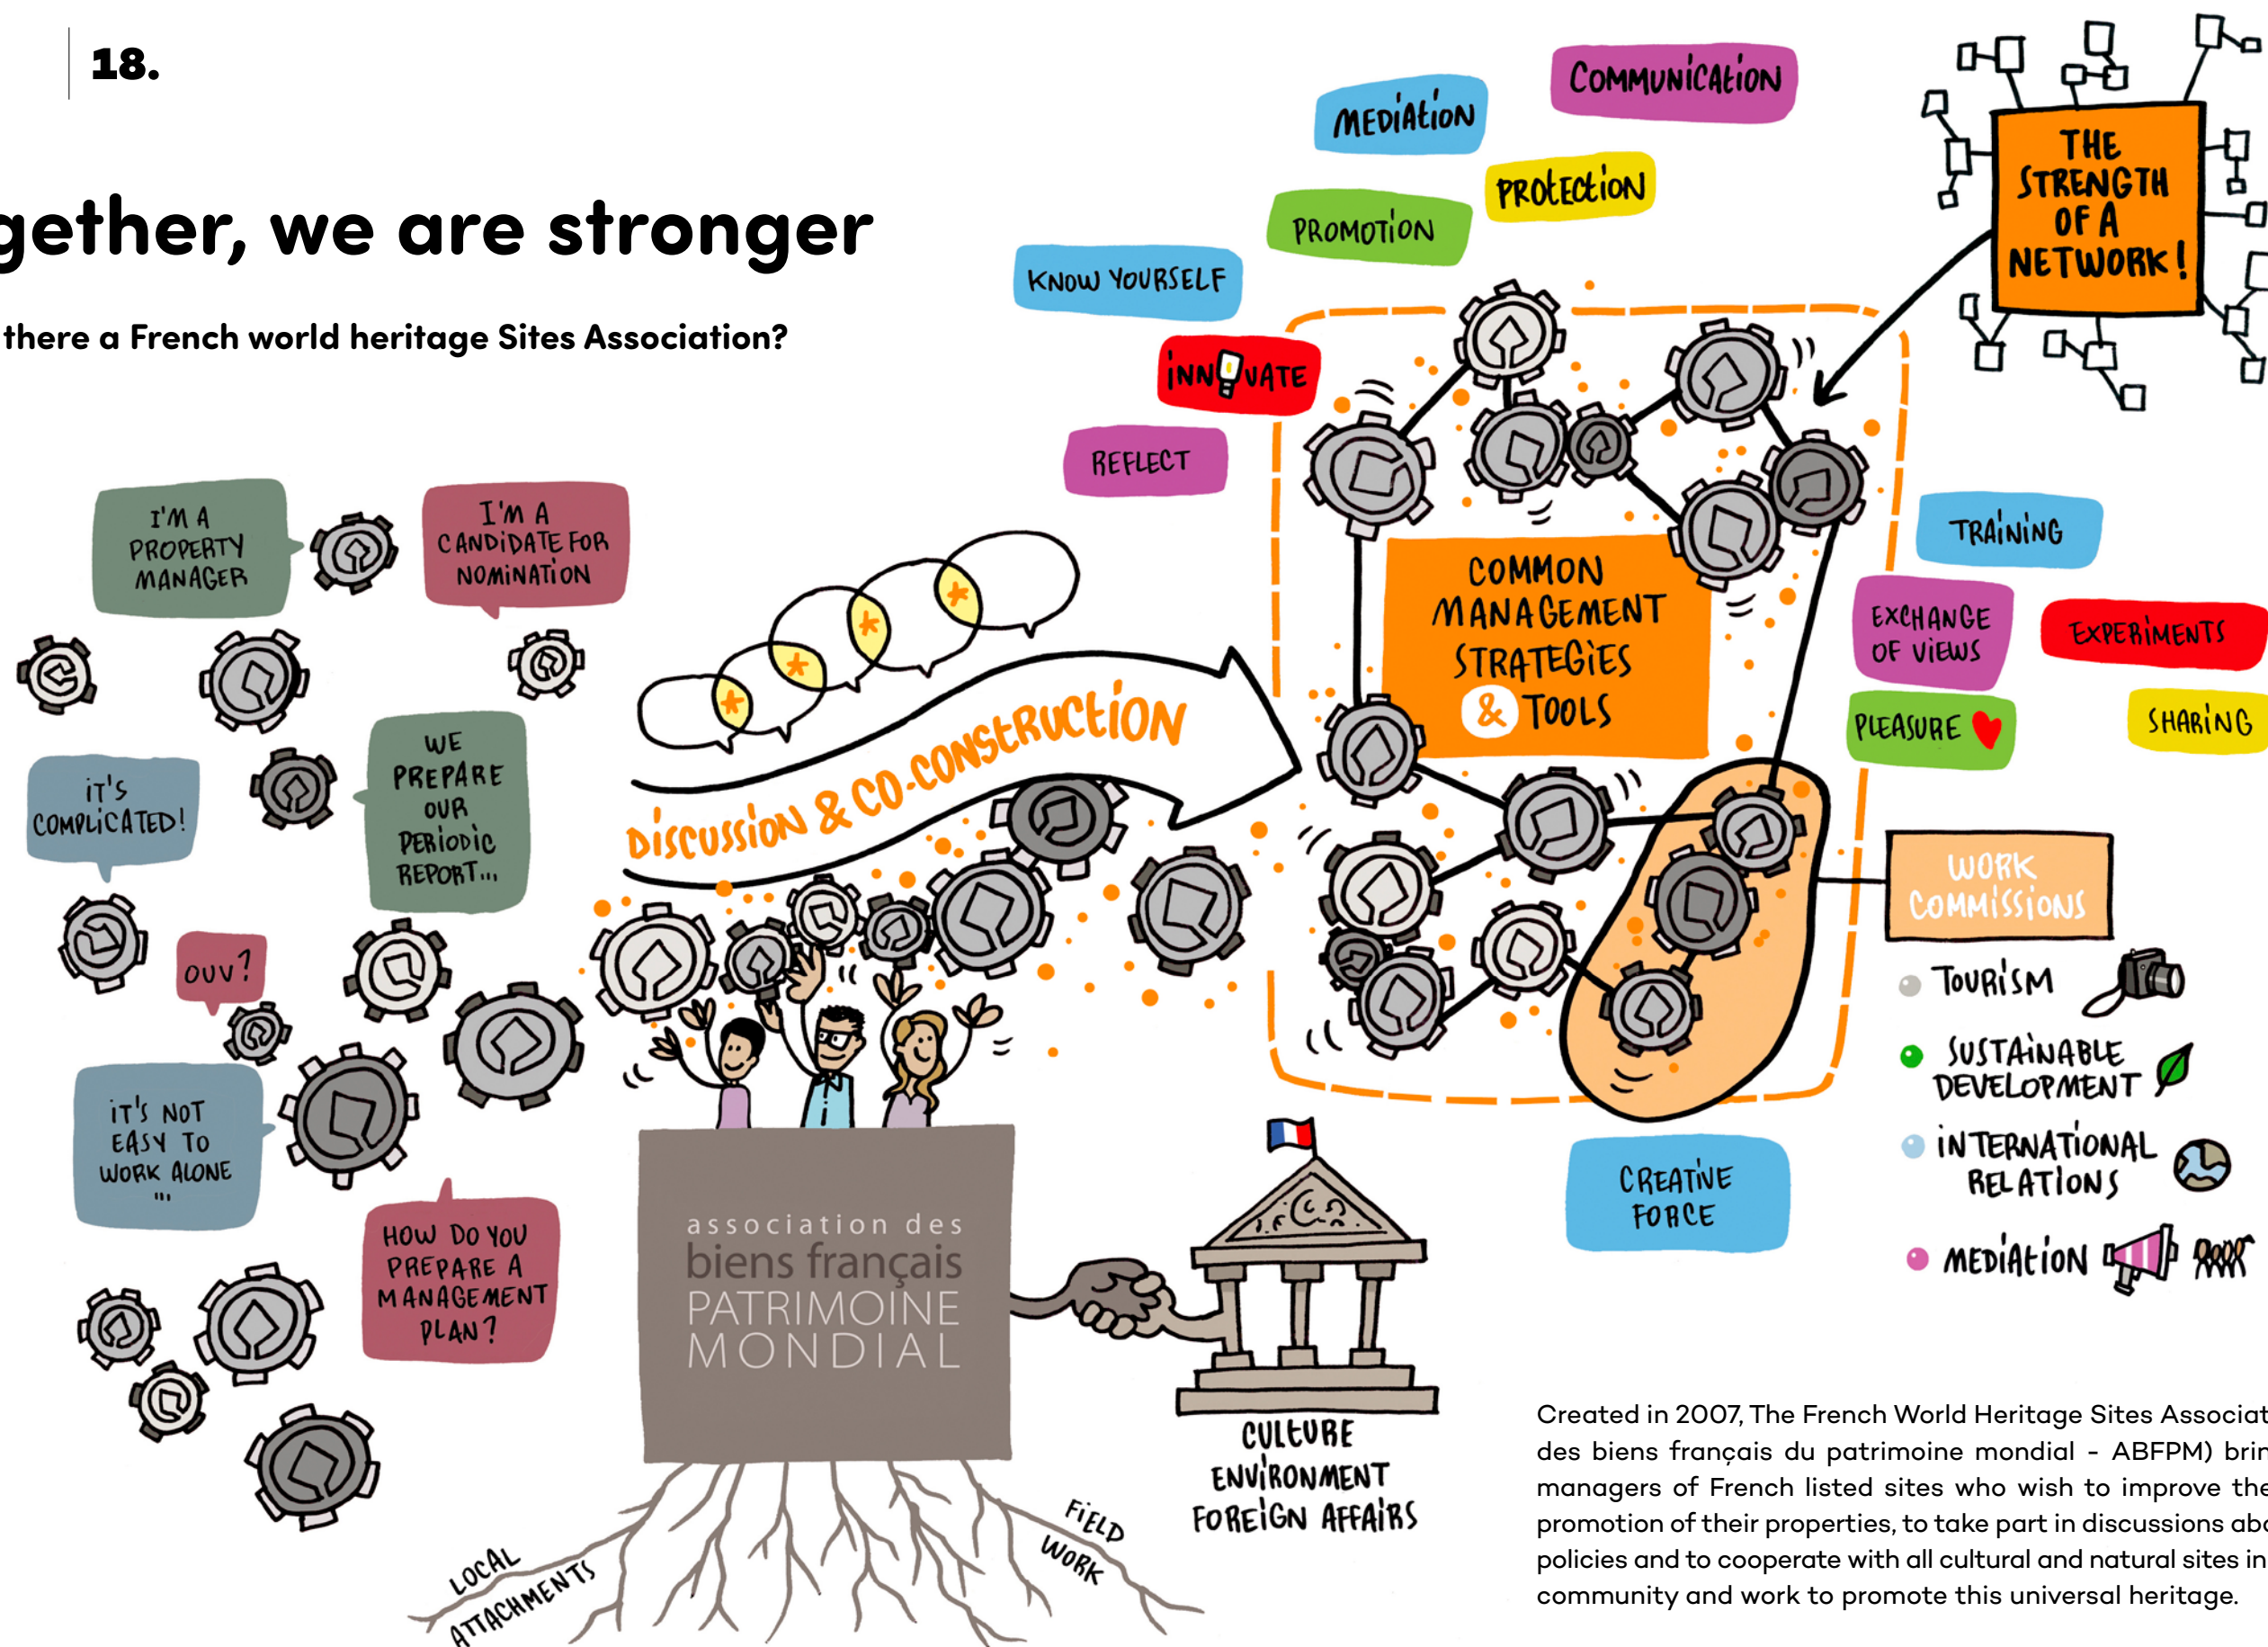 18.
gether, we are stronger
there a French world heritage Sites Association?
MEDIATION
COMMUNICATION
PROMOTION
PROTECTION
KNOW YOURSELF
INNOVATE
REFLECT
THE
STRENGTH
OF A
NETWORK!
I'M A
PROPERTY
MANAGER
I'M A
CANDIDATE FOR
NOMINATION
WE
PREPARE
OUR
PERIODIC
REPORT...
IT'S
COMPLICATED!
OUV?
IT'S NOT
EASY TO
WORK ALONE
...
HOW DO YOU
PREPARE A
MANAGEMENT
PLAN?
DISCUSSION & CO-CONSTRUCTION
COMMON
MANAGEMENT
STRATEGIES
& TOOLS
TRAINING
EXCHANGE
OF VIEWS
EXPERIMENTS
PLEASURE
SHARING
WORK
COMMISSIONS
TOURISM
SUSTAINABLE
DEVELOPMENT
INTERNATIONAL
RELATIONS
MEDIATION
CREATIVE
FORCE
association des
biens français
PATRIMOINE
MONDIAL
CULTURE
ENVIRONMENT
FOREIGN AFFAIRS
LOCAL
ATTACHMENTS
FIELD
WORK
Created in 2007, The French World Heritage Sites Associat
des biens français du patrimoine mondial - ABFPM) brin
managers of French listed sites who wish to improve the
promotion of their properties, to take part in discussions abo
policies and to cooperate with all cultural and natural sites in
community and work to promote this universal heritage.